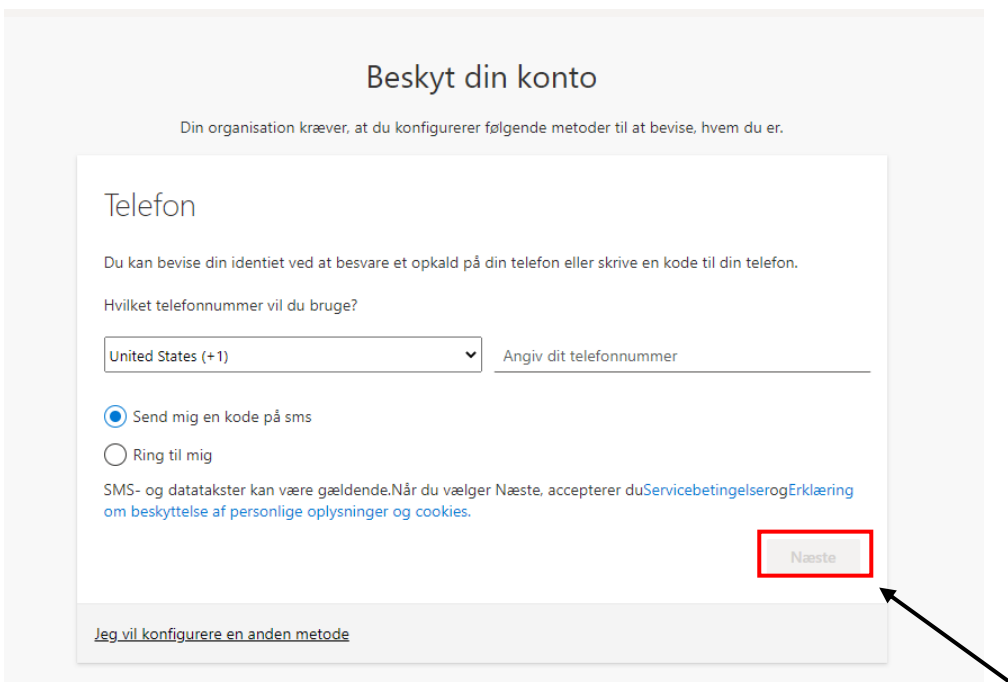 Beskyt din konto
Din organisation kræver, at du konfigurerer følgende metoder til at bevise, hvem du er.
Telefon
Du kan bevise din identiet ved at besvare et opkald på din telefon eller skrive en kode til din telefon.
Hvilket telefonnummer vil du bruge?
United States (+1) Angiv dit telefonnummer
Send mig en kode på sms
Ring til mig
SMS- og datatakster kan være gældende.Når du vælger Næste, accepterer duServicebetingelserogErklæring
om beskyttelse af personlige oplysninger og cookies.
Næste
Jeg vil konfigurere en anden metode